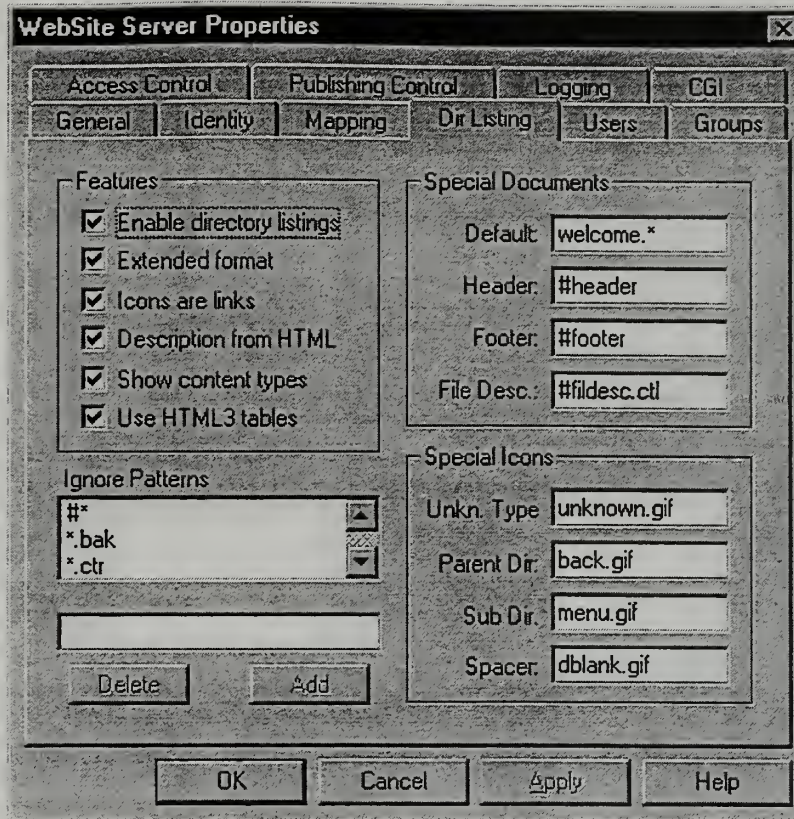 WebSite Server Properties
Access Control Publishing Control Logging CGI
General Identity Mapping Dir Listing Users Groups
Features
Enable directory listings
Extended format
Icons are links
Description from HTML
Show content types
Use HTML3 tables
Ignore Patterns
#*
*.bak
*.ctr
Delete Add
Special Documents
Default: welcome.*
Header: #header
Footer: #footer
File Desc.: #fildesc.ctl
Special Icons
Unkn. Type unknown.gif
Parent Dir: back.gif
Sub Dir. menu.gif
Spacer: dblank.gif
OK Cancel Apply Help